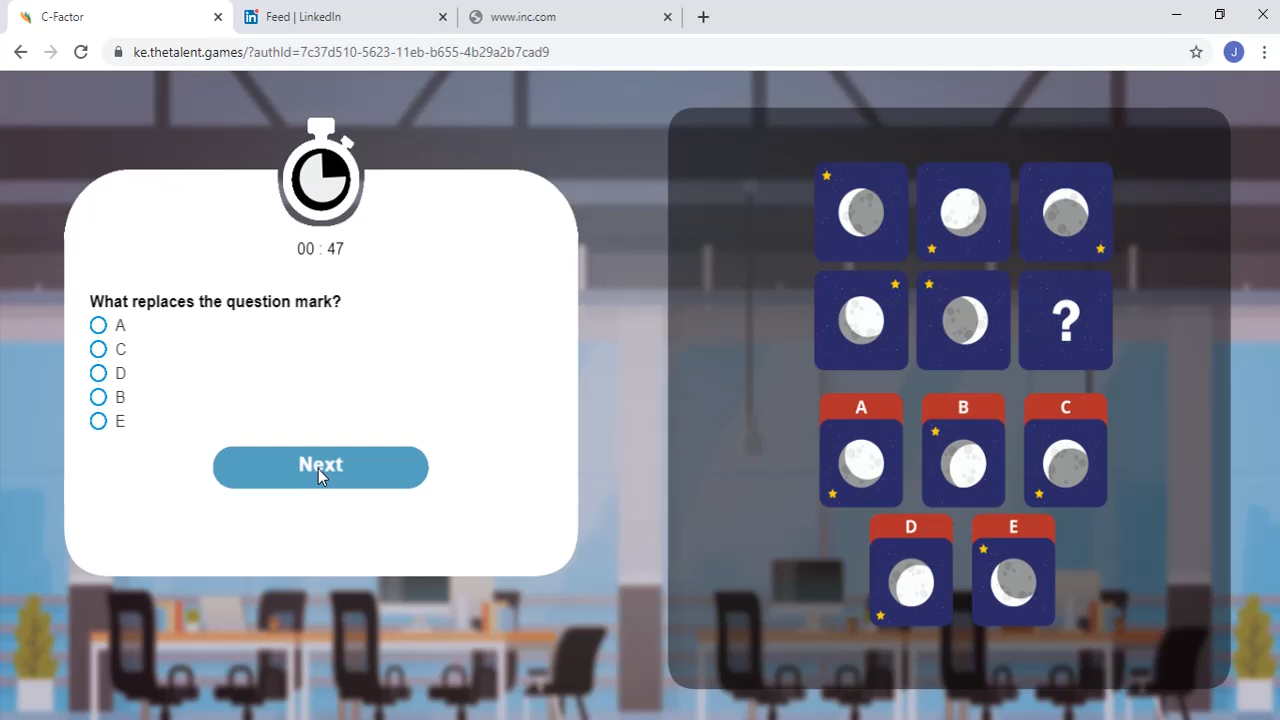 C-Factor
Feed | LinkedIn
www.inc.com
ke.thetalent.games/?authId=7c37d510-5623-11eb-b655-4b29a2b7cad9
J
00 : 47
What replaces the question mark?
A
C
D
B
E
Next
?
A B C
D E